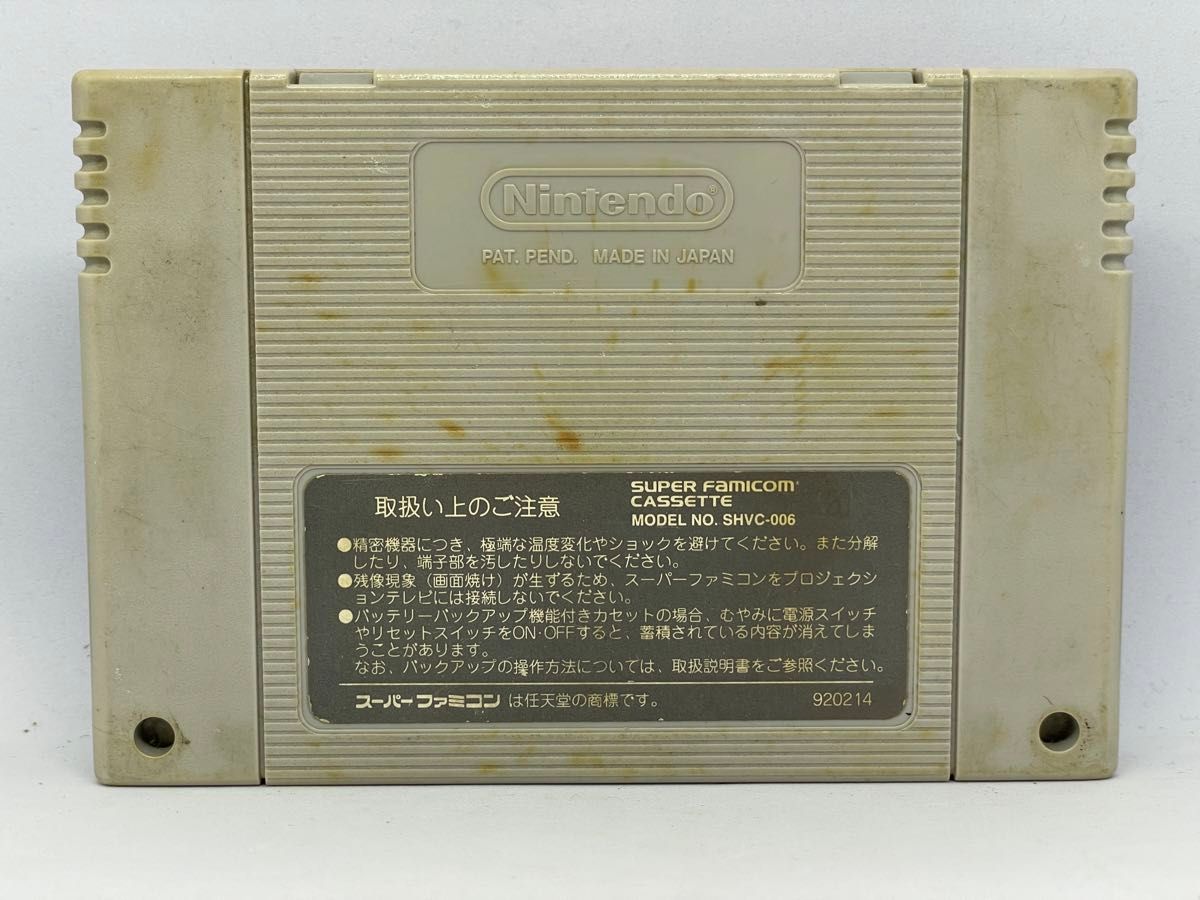 Nintendo®
PAT. PEND. MADE IN JAPAN
取扱い上のご注意
SUPER FAMICOM
CASSETTE
MODEL NO. SHVC-006
●精密機器につき、極端な温度変化やショックを避けてください。また分解
したり、端子部を汚したりしないでください。
●残像現象（画面焼け）が生ずるため、スーパーファミコンをプロジェクシ
ョンテレビには接続しないでください。
●バッテリーバックアップ機能付きカセットの場合、むやみに電源スイッチ
やリセットスイッチをON・OFFすると、蓄積されている内容が消えてしま
うことがあります。
なお、バックアップの操作方法については、取扱説明書をご参照ください。
スーパーファミコンは任天堂の商標です。
920214